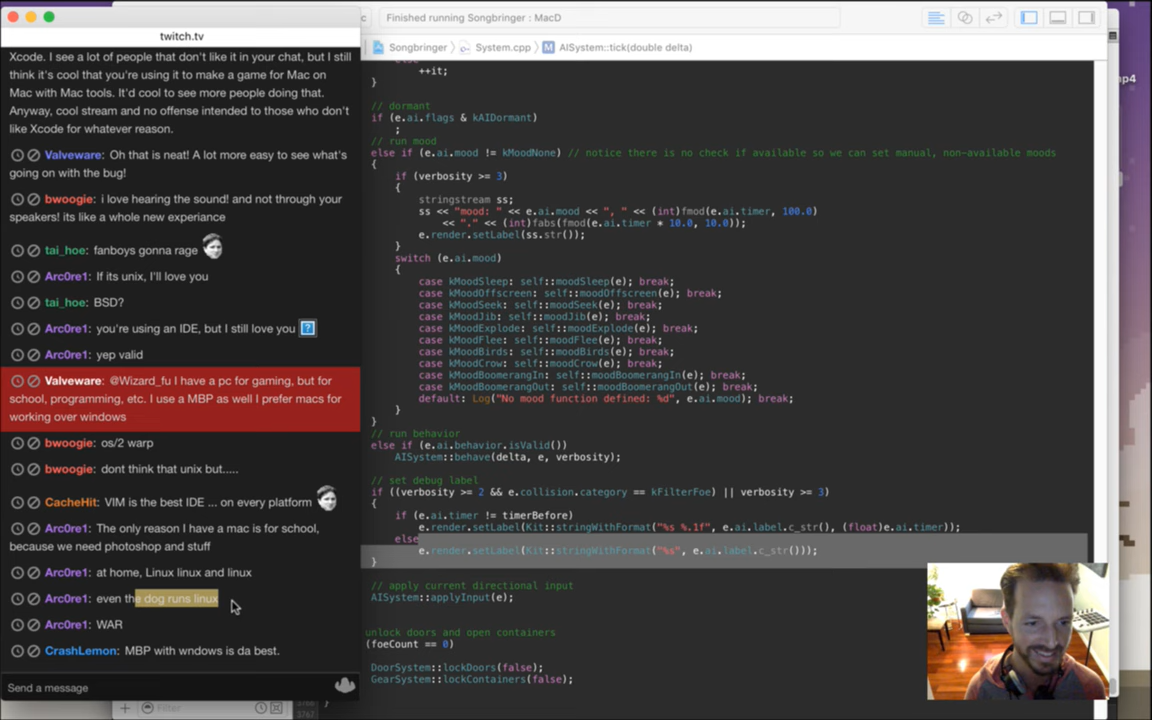 Finished running Songbringer : MacD
twitch.tv
Songbringer
System.cpp
AISystem::tick(double delta)
Xcode. I see a lot of people that don't like it in your chat, but I still
think it's cool that you're using it to make a game for Mac on
Mac with Mac tools. It'd cool to see more people doing that.
Anyway, cool stream and no offense intended to those who don't
like Xcode for whatever reason.
Valveware: Oh that is neat! A lot more easy to see what's
going on with the bug!
bwoogie: i love hearing the sound! and not through your
speakers! its like a whole new experiance
tai_hoe: fanboys gonna rage
Arc0re1: If its unix, I'll love you
tai_hoe: BSD?
Arc0re1: you're using an IDE, but I still love you
Arc0re1: yep valid
Valveware: @Wizard_fu I have a pc for gaming, but for
school, programming, etc. I use a MBP as well I prefer macs for
working over windows
bwoogie: os/2 warp
bwoogie: dont think that unix but.....
CacheHit: VIM is the best IDE ... on every platform
Arc0re1: The only reason I have a mac is for school,
because we need photoshop and stuff
Arc0re1: at home, Linux linux and linux
Arc0re1: even the dog runs linux
Arc0re1: WAR
CrashLemon: MBP with wndows is da best.
Send a message
Filter
++it;
}
// dormant
if (e.ai.flags & kAIDormant)
;
// run mood
else if (e.ai.mood != kMoodNone) // notice there is no check if available so we can set manual, non-available moods
{
if (verbosity >= 3)
{
stringstream ss;
ss << "mood: " << e.ai.mood << ", " << (int)fmod(e.ai.timer, 100.0)
<< "." << (int)fabs(fmod(e.ai.timer * 10.0, 10.0));
e.render.setLabel(ss.str());
}
switch (e.ai.mood)
{
case kMoodSleep: self::moodSleep(e); break;
case kMoodOffscreen: self::moodOffscreen(e); break;
case kMoodSeek: self::moodSeek(e); break;
case kMoodJib: self::moodJib(e); break;
case kMoodExplode: self::moodExplode(e); break;
case kMoodFlee: self::moodFlee(e); break;
case kMoodBirds: self::moodBirds(e); break;
case kMoodCrow: self::moodCrow(e); break;
case kMoodBoomerangIn: self::moodBoomerangIn(e); break;
case kMoodBoomerangOut: self::moodBoomerangOut(e); break;
default: Log("No mood function defined: %d", e.ai.mood); break;
}
}
// run behavior
else if (e.ai.behavior.isValid())
AISystem::behave(delta, e, verbosity);
// set debug label
if ((verbosity >= 2 && e.collision.category == kFilterFoe) || verbosity >= 3)
{
if (e.ai.timer != timerBefore)
e.render.setLabel(Kit::stringWithFormat("%s %.1f", e.ai.label.c_str(), (float)e.ai.timer));
else
e.render.setLabel(Kit::stringWithFormat("%s", e.ai.label.c_str()));
}
// apply current directional input
AISystem::applyInput(e);
unlock doors and open containers
(foeCount == 0)
DoorSystem::lockDoors(false);
GearSystem::lockContainers(false);
}
3767
mp4